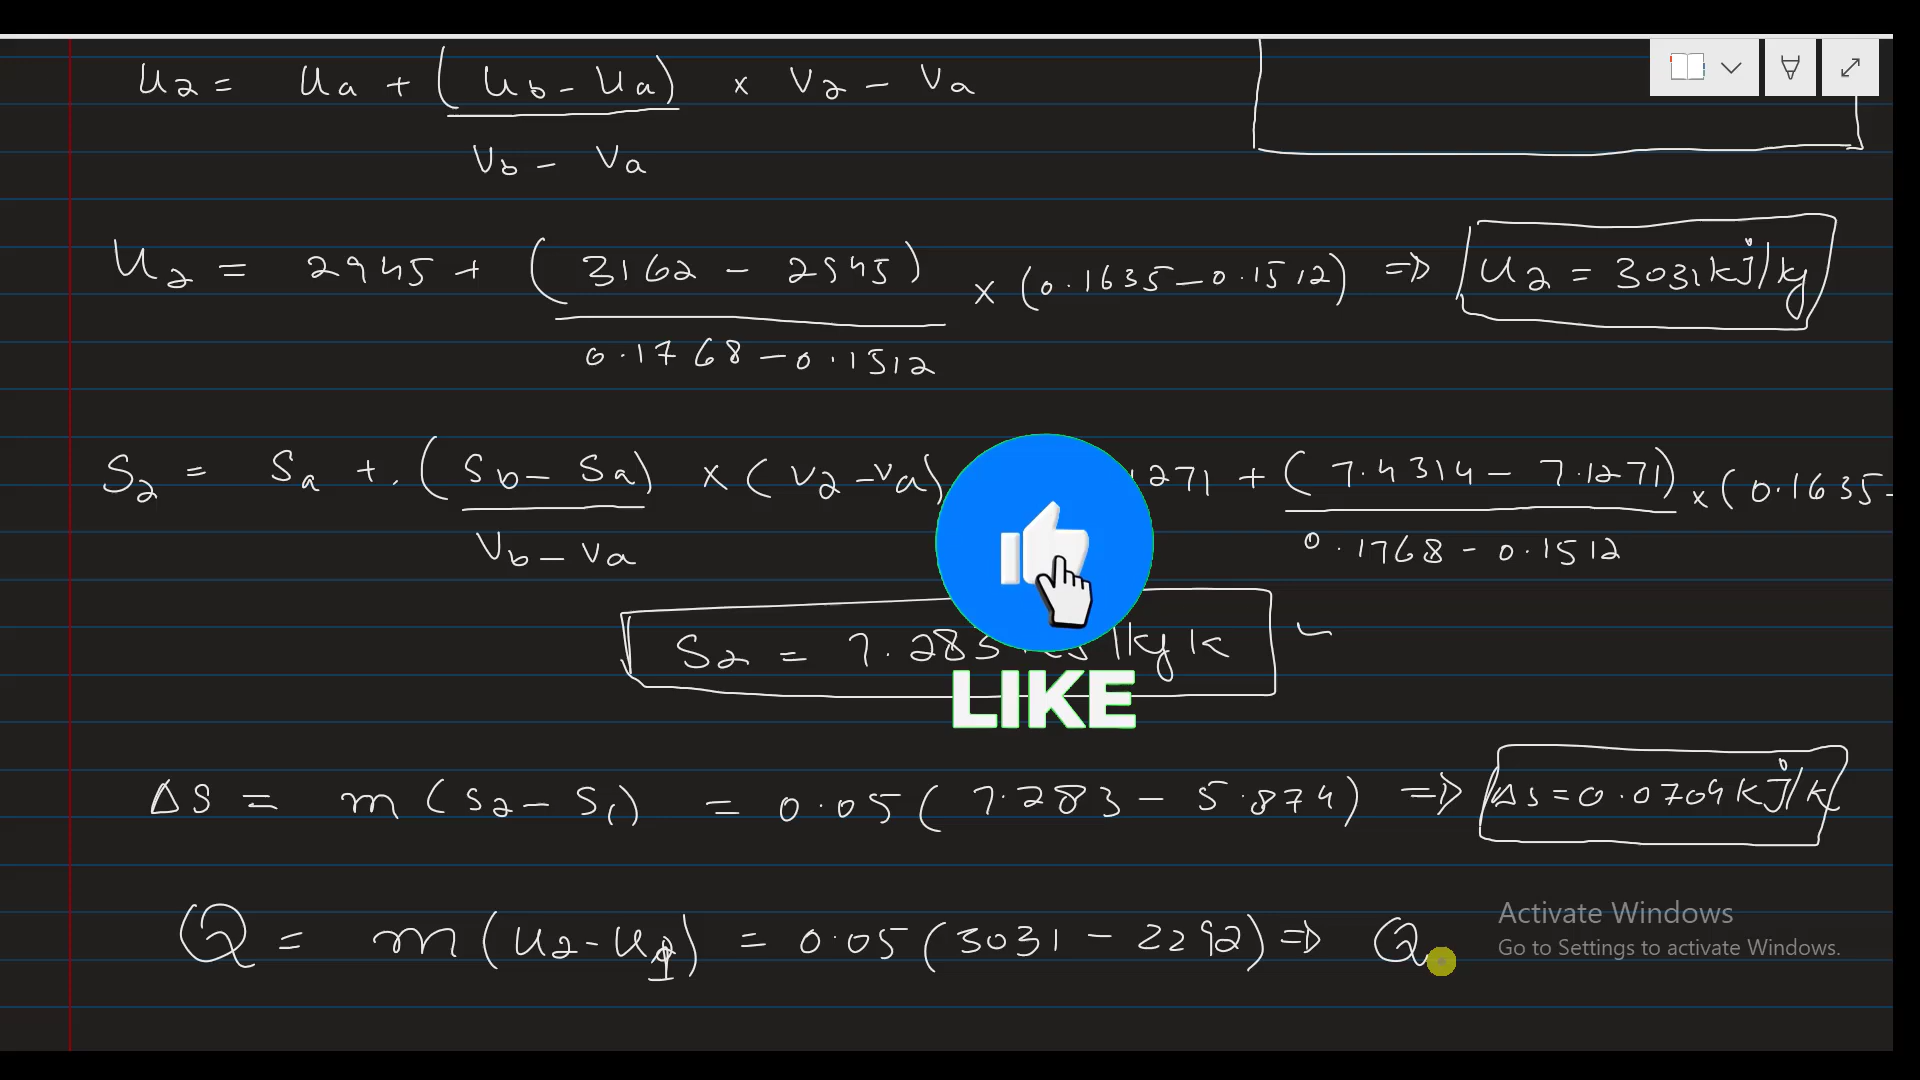 u2 = ua + (ub - ua) × v2 - va
vb - va
u2 = 2945 + (3162 - 2945) × (0.1635 - 0.1512) => u2 = 3031 kJ/kg
0.1768 - 0.1512
S2 = Sa + . (Sb - Sa) × (v2 - va) 1271 + (7.4314 - 7.1271) × (0.1635 -
vb - va 0.1768 - 0.1512
S2 = 7.283 kJ/kg k
LIKE
ΔS = m (S2 - S1) = 0.05 (7.283 - 5.874) => Δs = 0.0704 kJ/k
Q = m (u2 - u1) = 0.05 (3031 - 2292) => Q
Activate Windows
Go to Settings to activate Windows.